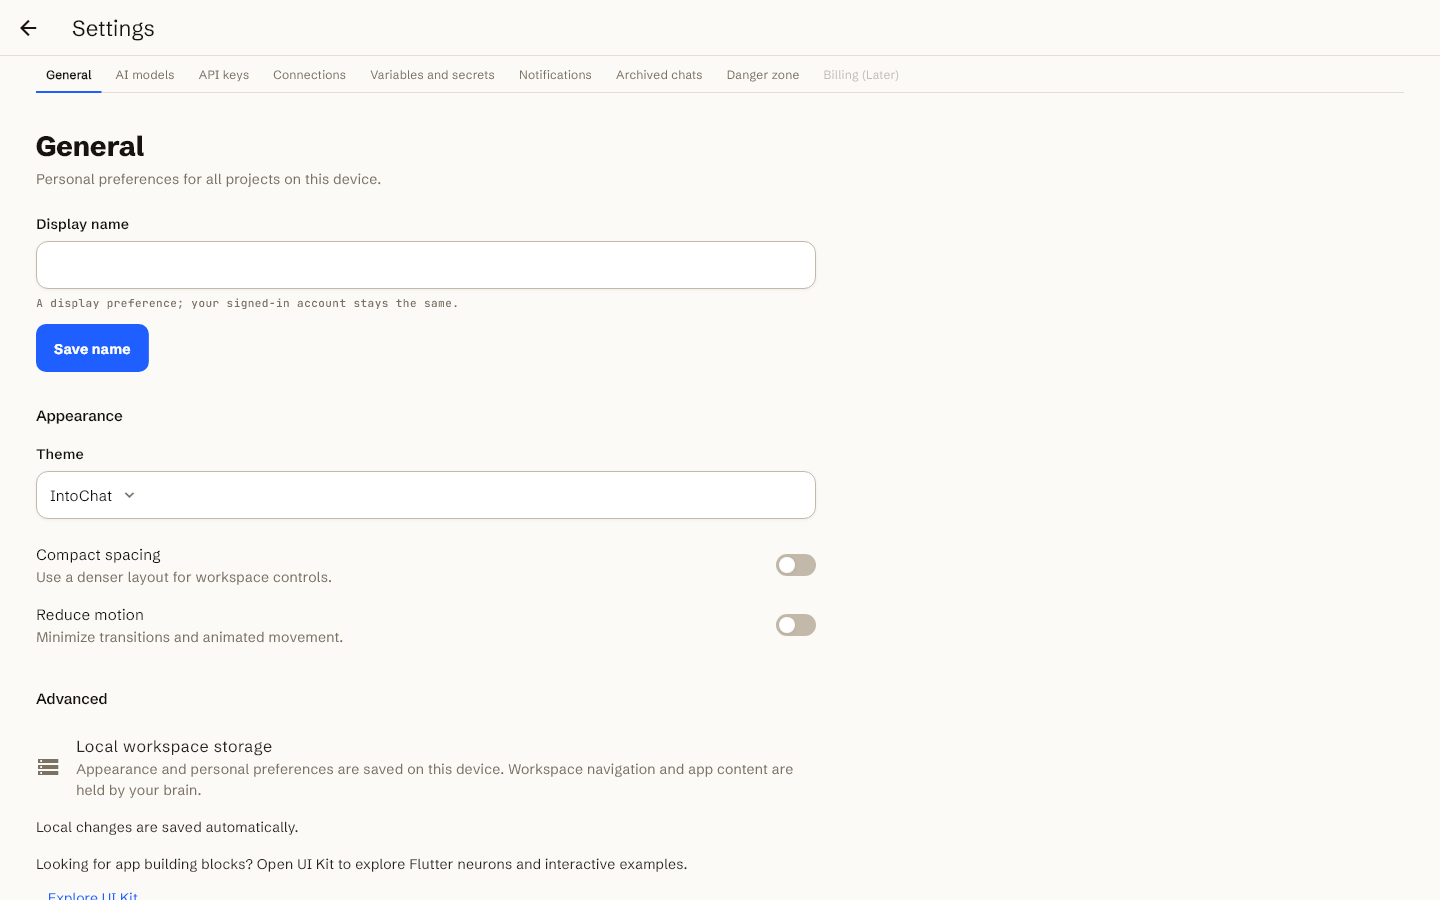 Settings
General
AI models
API keys
Connections
Variables and secrets
Notifications
Archived chats
Danger zone
Billing (Later)
General
Personal preferences for all projects on this device.
Display name
A display preference; your signed-in account stays the same.
Save name
Appearance
Theme
IntoChat
Compact spacing
Use a denser layout for workspace controls.
Reduce motion
Minimize transitions and animated movement.
Advanced
Local workspace storage
Appearance and personal preferences are saved on this device. Workspace navigation and app content are
held by your brain.
Local changes are saved automatically.
Looking for app building blocks? Open UI Kit to explore Flutter neurons and interactive examples.
Explore UI Kit